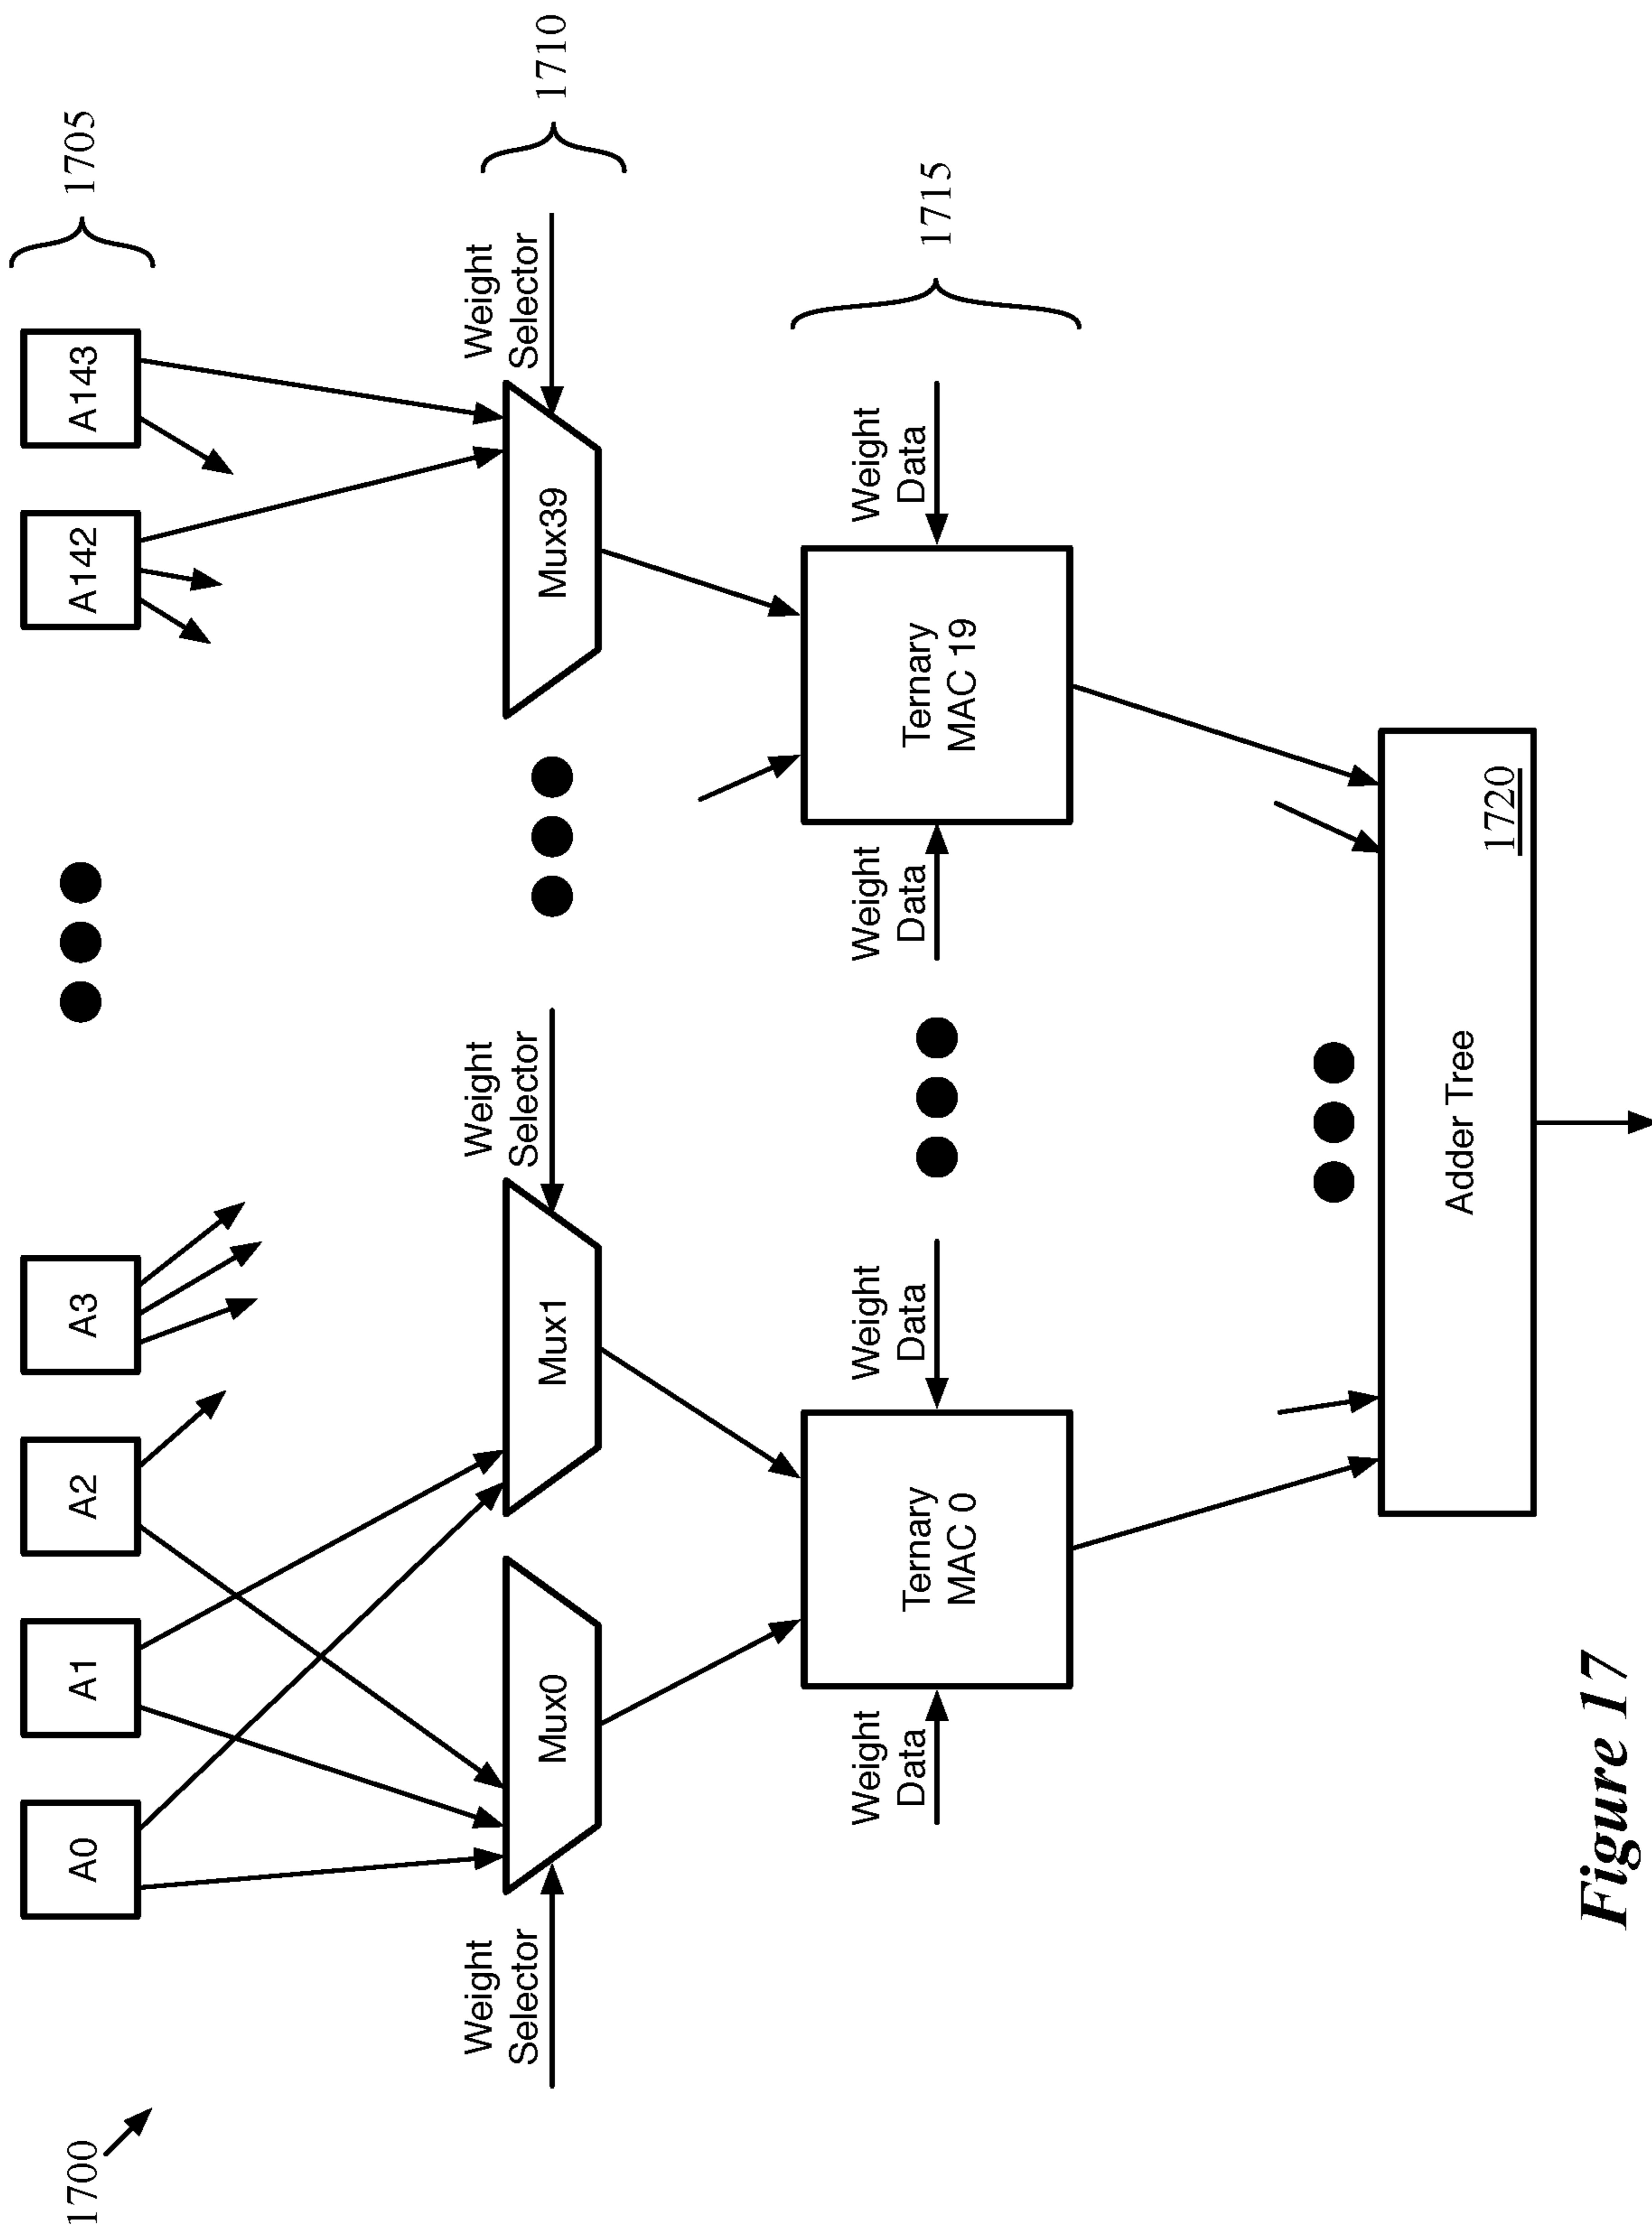 1700
A0
A1
A2
A3
A142
A143
1705
Weight
Selector
Mux0
Mux1
Weight
Selector
Mux39
Weight
Selector
1710
Weight
Data
Ternary
MAC 0
Weight
Data
Weight
Data
Ternary
MAC 19
Weight
Data
1715
Adder Tree
1720
Figure 17